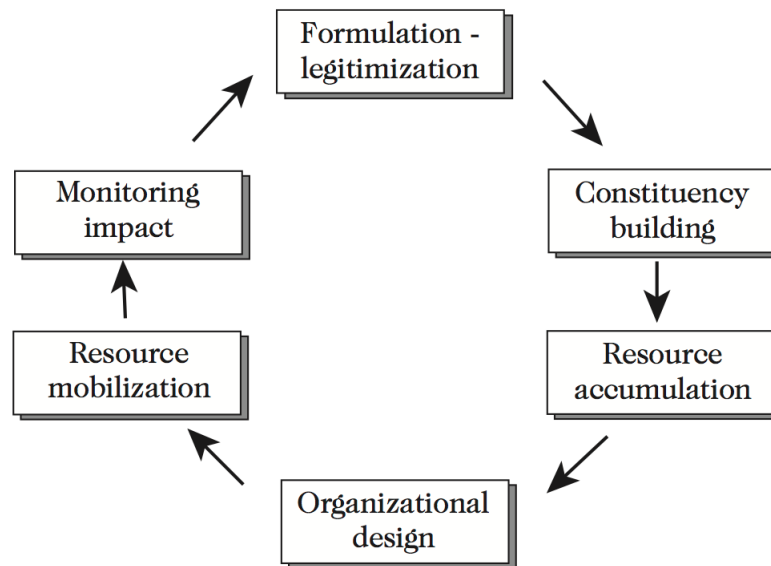 Formulation -
legitimization
Constituency
building
Resource
accumulation
Organizational
design
Resource
mobilization
Monitoring
impact